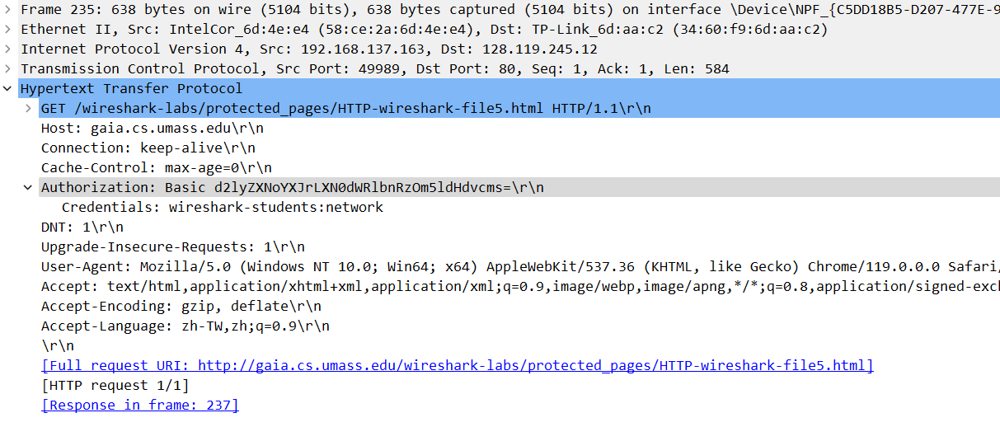 Frame 235: 638 bytes on wire (5104 bits), 638 bytes captured (5104 bits) on interface \Device\NPF_{C5DD18B5-D207-477E-9
Ethernet II, Src: IntelCor_6d:4e:e4 (58:ce:2a:6d:4e:e4), Dst: TP-Link_6d:aa:c2 (34:60:f9:6d:aa:c2)
Internet Protocol Version 4, Src: 192.168.137.163, Dst: 128.119.245.12
Transmission Control Protocol, Src Port: 49989, Dst Port: 80, Seq: 1, Ack: 1, Len: 584
Hypertext Transfer Protocol
GET /wireshark-labs/protected_pages/HTTP-wireshark-file5.html HTTP/1.1\r\n
Host: gaia.cs.umass.edu\r\n
Connection: keep-alive\r\n
Cache-Control: max-age=0\r\n
Authorization: Basic d2lyZXNoYXJrLXN0dWRlbnRzOm5ldHdvcms=\r\n
Credentials: wireshark-students:network
DNT: 1\r\n
Upgrade-Insecure-Requests: 1\r\n
User-Agent: Mozilla/5.0 (Windows NT 10.0; Win64; x64) AppleWebKit/537.36 (KHTML, like Gecko) Chrome/119.0.0.0 Safari/
Accept: text/html,application/xhtml+xml,application/xml;q=0.9,image/webp,image/apng,*/*;q=0.8,application/signed-excl
Accept-Encoding: gzip, deflate\r\n
Accept-Language: zh-TW,zh;q=0.9\r\n
\r\n
[Full request URI: http://gaia.cs.umass.edu/wireshark-labs/protected_pages/HTTP-wireshark-file5.html]
[HTTP request 1/1]
[Response in frame: 237]